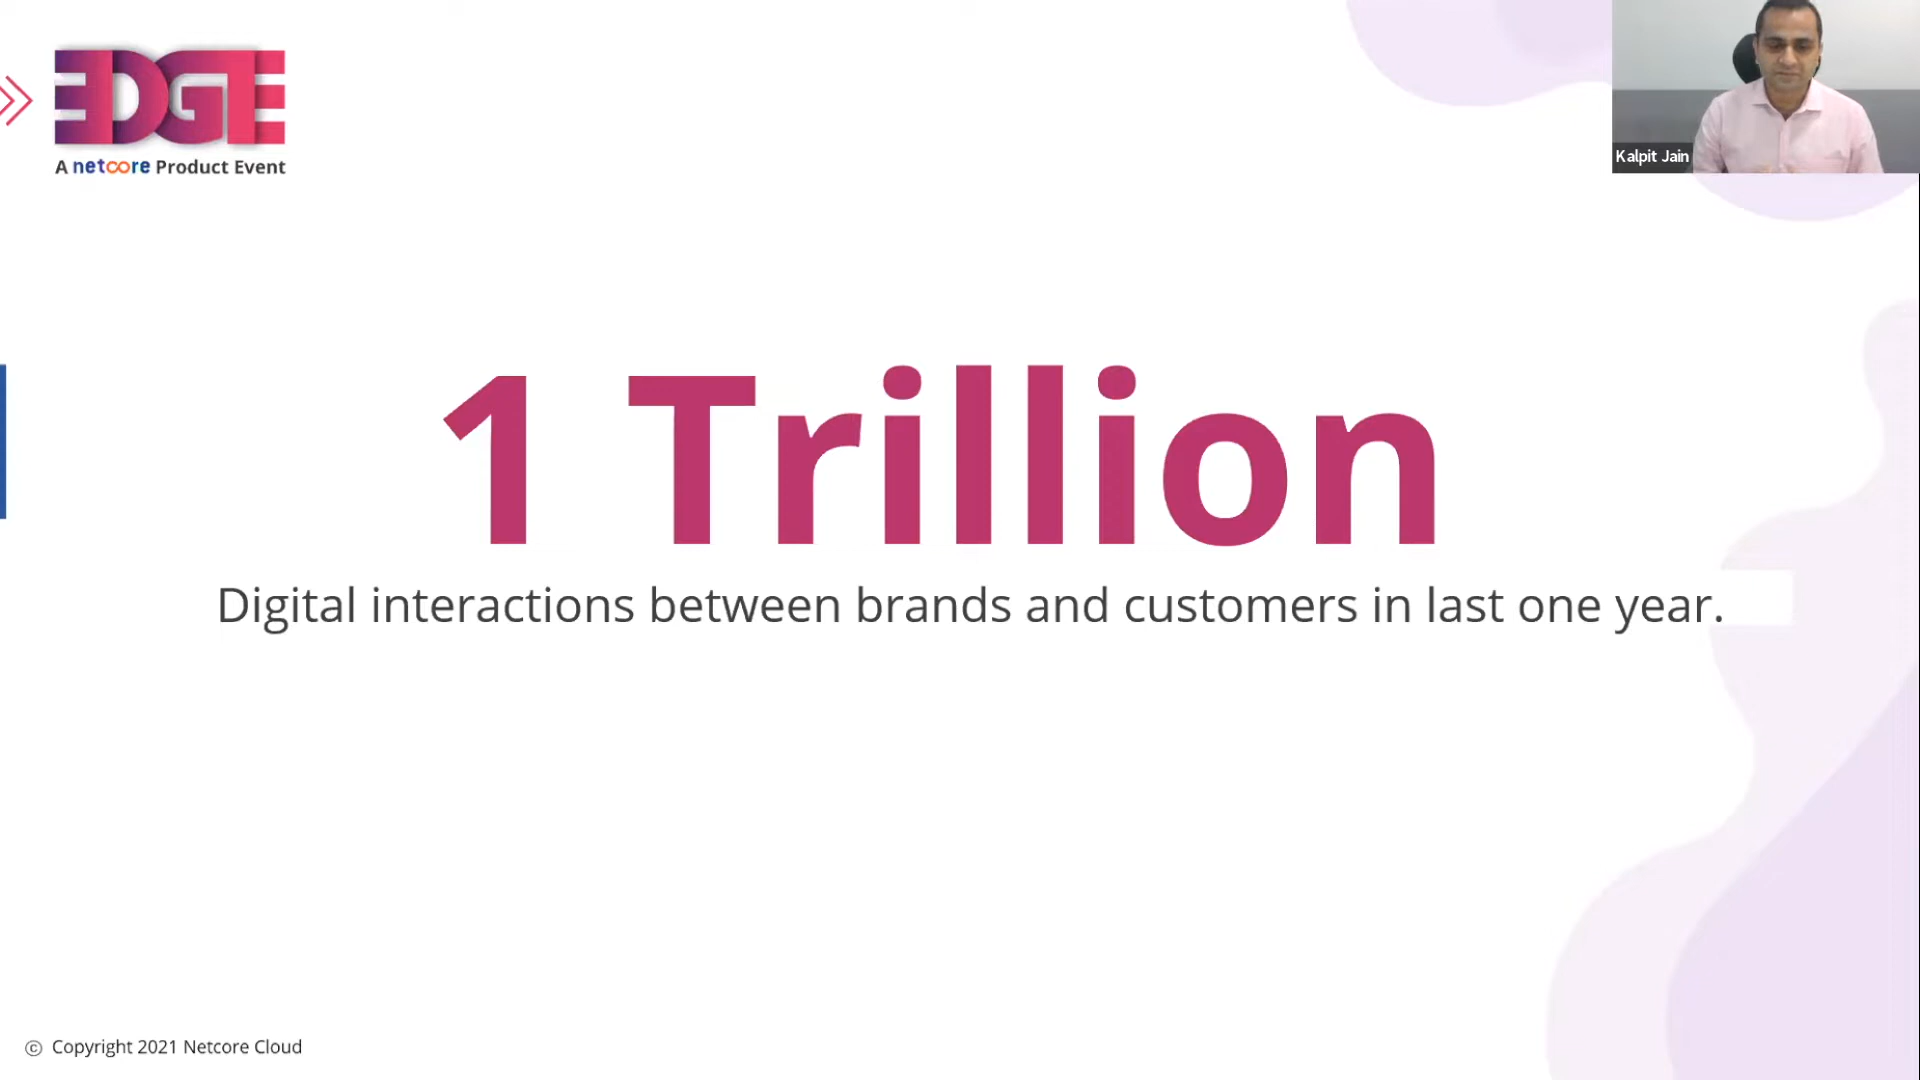 EDGE
A netcore Product Event
Kalpit Jain
1 Trillion
Digital interactions between brands and customers in last one year.
© Copyright 2021 Netcore Cloud